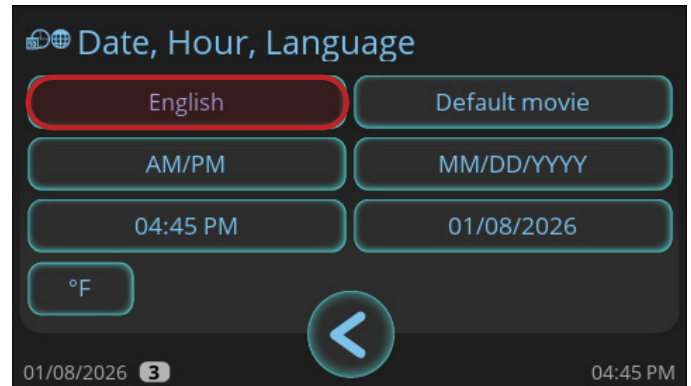 Date, Hour, Language
English Default movie
AM/PM MM/DD/YYYY
04:45 PM 01/08/2026
°F
01/08/2026 3 04:45 PM